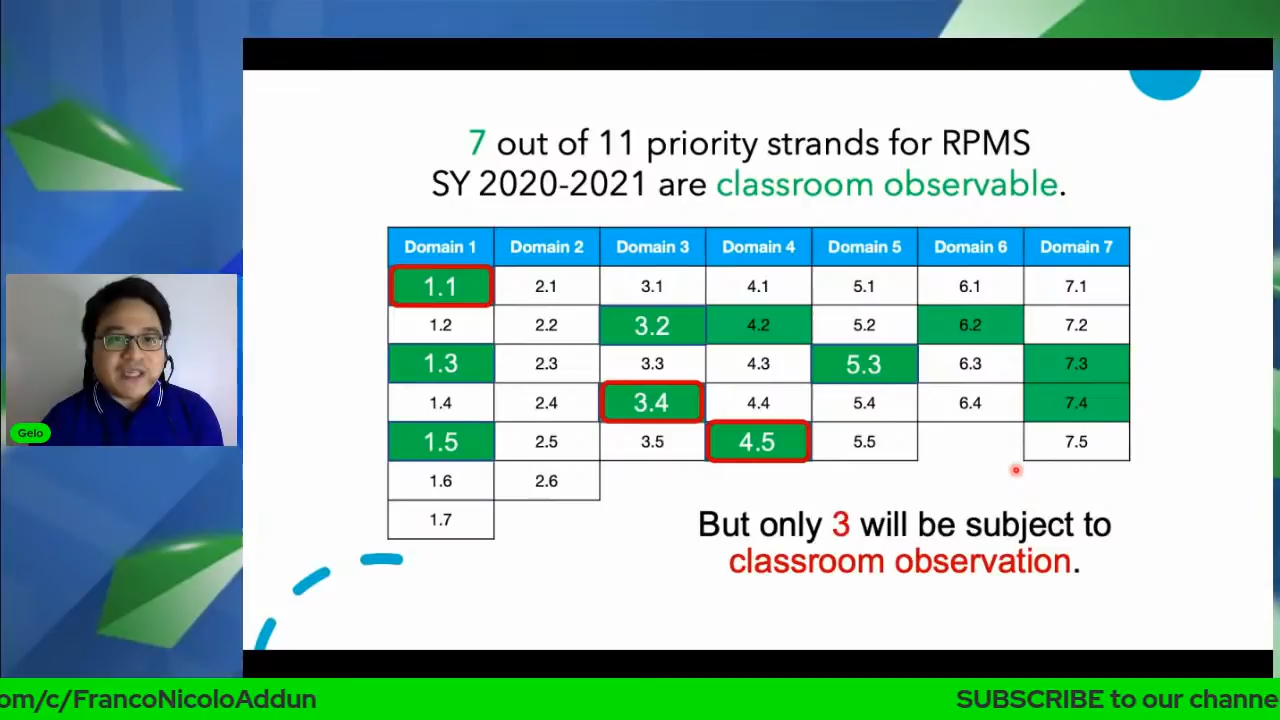 7 out of 11 priority strands for RPMS
SY 2020-2021 are classroom observable.
Domain 1 Domain 2 Domain 3 Domain 4 Domain 5 Domain 6 Domain 7
1.1 2.1 3.1 4.1 5.1 6.1 7.1
1.2 2.2 3.2 4.2 5.2 6.2 7.2
1.3 2.3 3.3 4.3 5.3 6.3 7.3
1.4 2.4 3.4 4.4 5.4 6.4 7.4
1.5 2.5 3.5 4.5 5.5 7.5
1.6 2.6
1.7
But only 3 will be subject to
classroom observation.
Gelo
om/c/FrancoNicoloAddun SUBSCRIBE to our channe